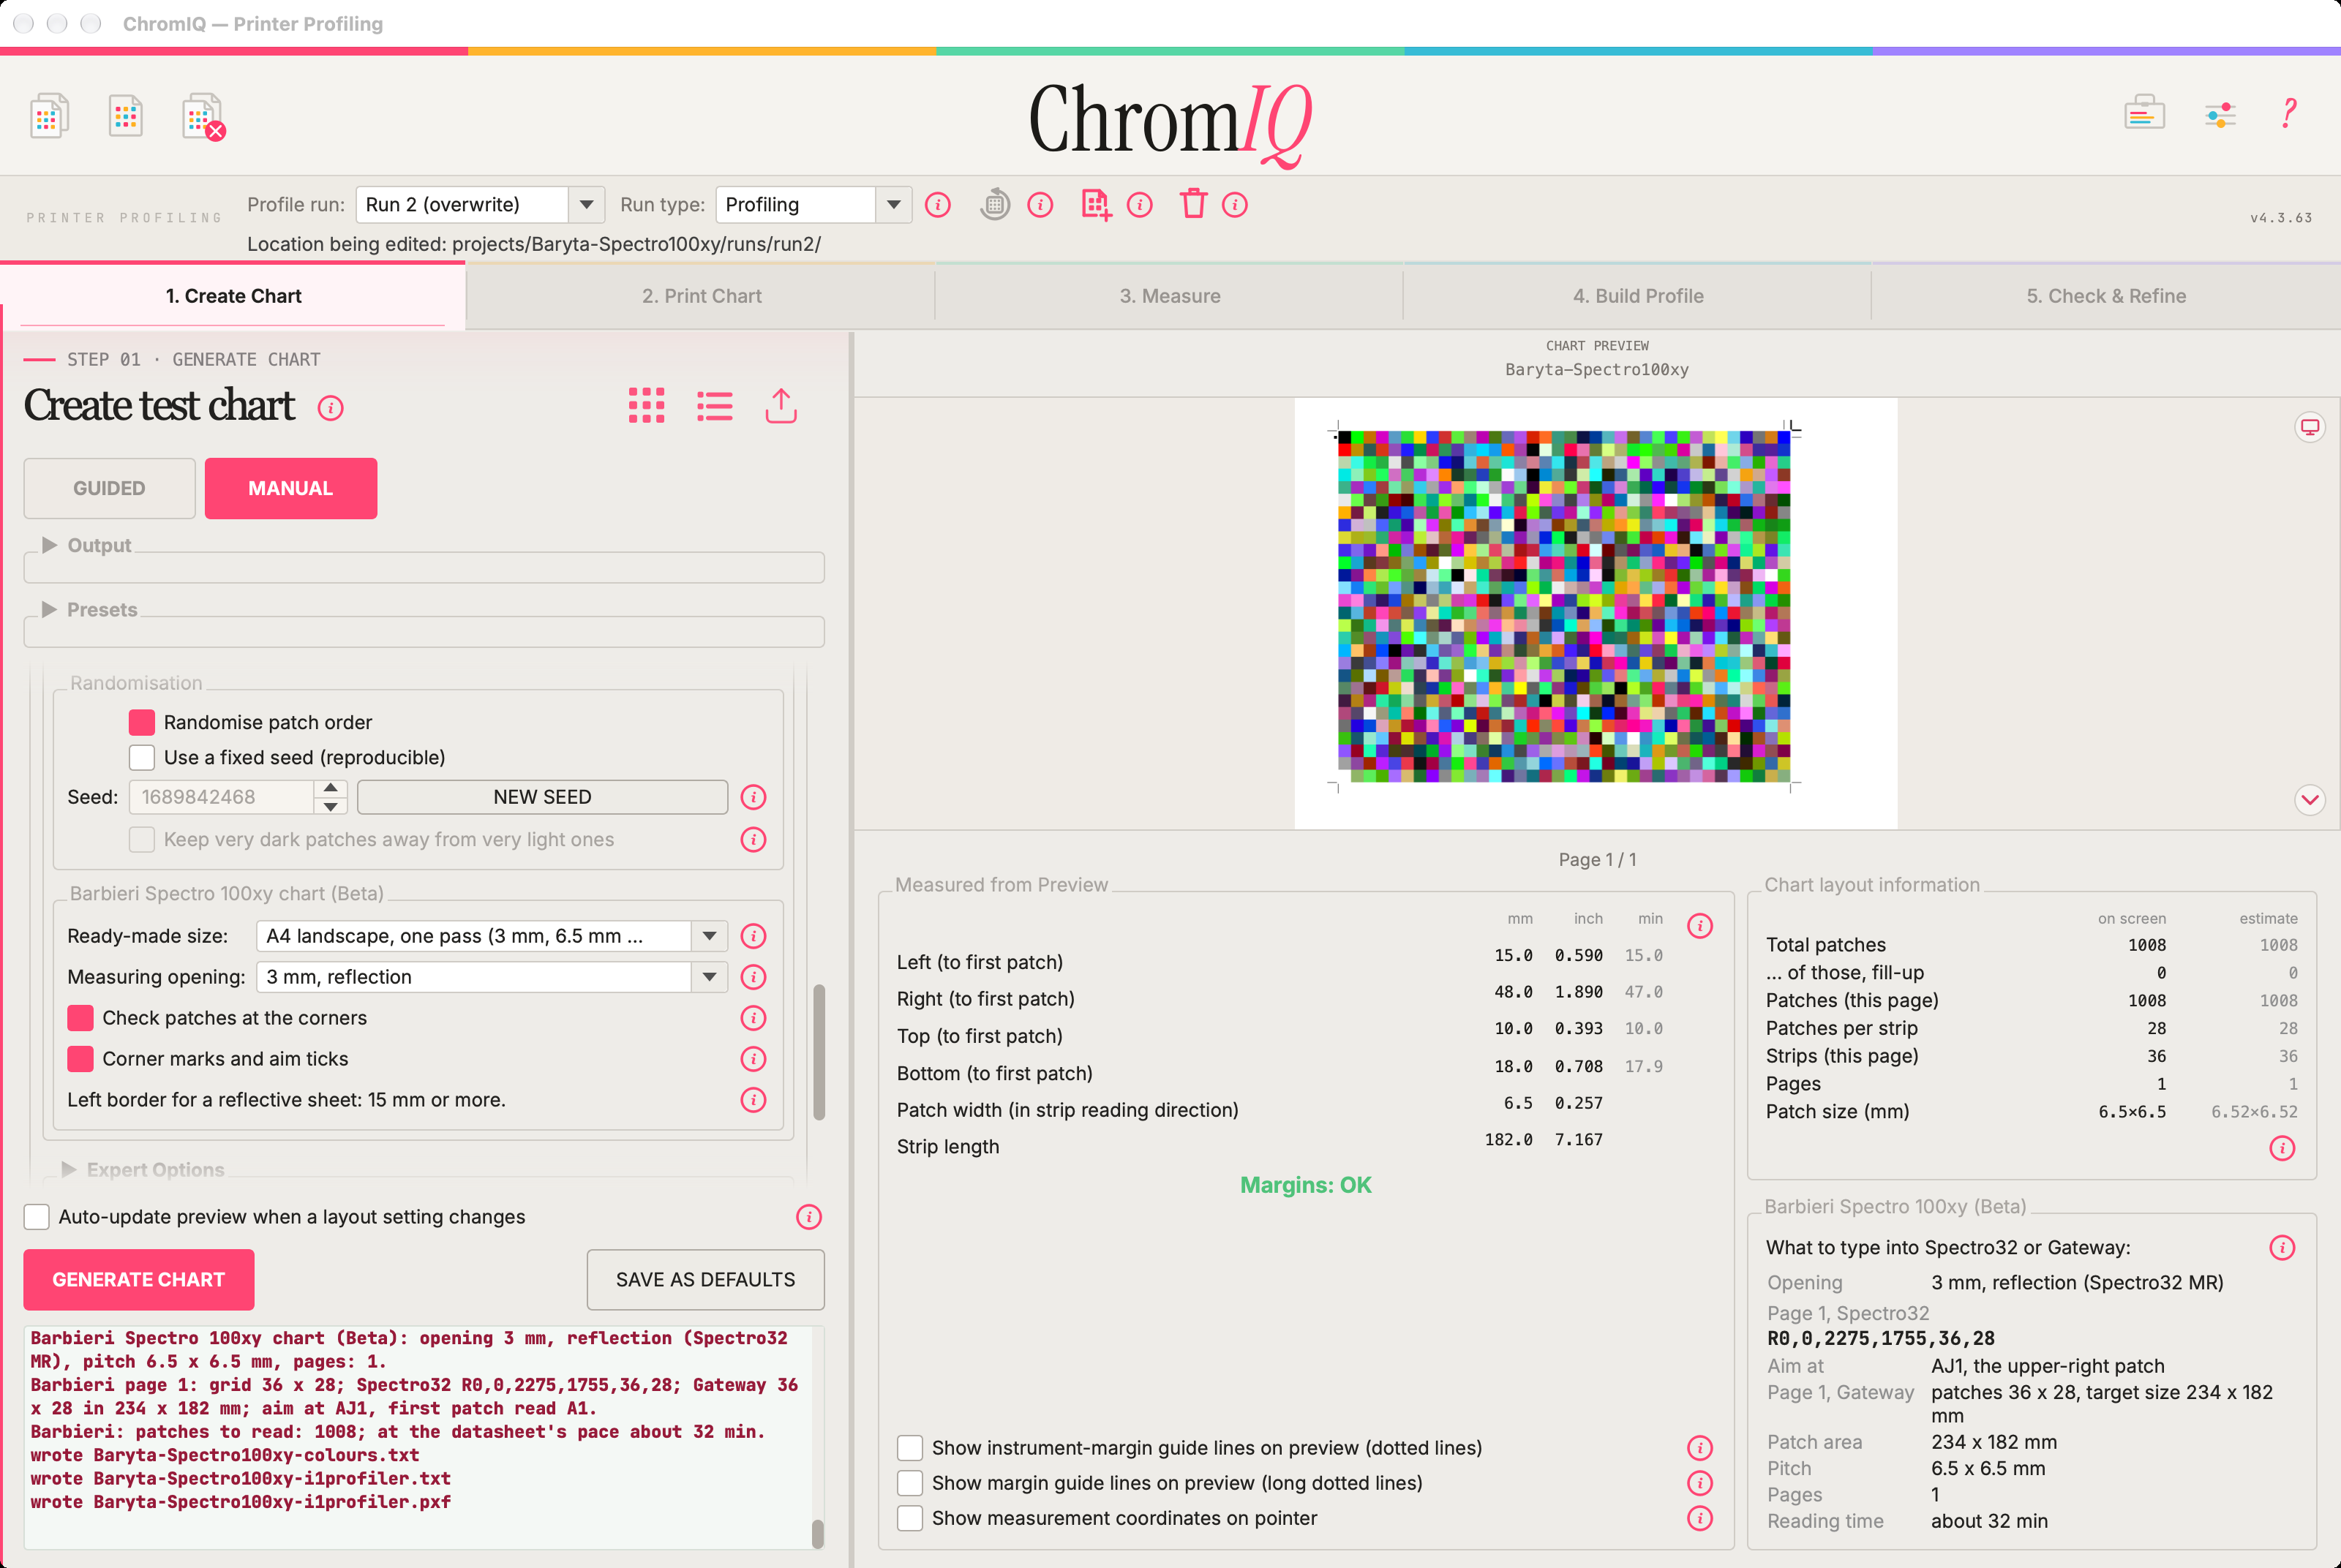 ChromIQ — Printer Profiling
ChromIQ
PRINTER PROFILING
Profile run: Run 2 (overwrite) Run type: Profiling
v4.3.63
Location being edited: projects/Baryta-Spectro100xy/runs/run2/
1. Create Chart
2. Print Chart
3. Measure
4. Build Profile
5. Check & Refine
STEP 01 · GENERATE CHART
Create test chart
GUIDED
MANUAL
Output
Presets
Randomisation
Randomise patch order
Use a fixed seed (reproducible)
Seed: 1689842468 NEW SEED
Keep very dark patches away from very light ones
Barbieri Spectro 100xy chart (Beta)
Ready-made size: A4 landscape, one pass (3 mm, 6.5 mm ...
Measuring opening: 3 mm, reflection
Check patches at the corners
Corner marks and aim ticks
Left border for a reflective sheet: 15 mm or more.
Expert Options
Auto-update preview when a layout setting changes
GENERATE CHART
SAVE AS DEFAULTS
Barbieri Spectro 100xy chart (Beta): opening 3 mm, reflection (Spectro32
MR), pitch 6.5 x 6.5 mm, pages: 1.
Barbieri page 1: grid 36 x 28; Spectro32 R0,0,2275,1755,36,28; Gateway 36
x 28 in 234 x 182 mm; aim at AJ1, first patch read A1.
Barbieri: patches to read: 1008; at the datasheet's pace about 32 min.
wrote Baryta-Spectro100xy-colours.txt
wrote Baryta-Spectro100xy-i1profiler.txt
wrote Baryta-Spectro100xy-i1profiler.pxf
CHART PREVIEW
Baryta-Spectro100xy
Page 1 / 1
Measured from Preview
mm inch min
Left (to first patch) 15.0 0.590 15.0
Right (to first patch) 48.0 1.890 47.0
Top (to first patch) 10.0 0.393 10.0
Bottom (to first patch) 18.0 0.708 17.9
Patch width (in strip reading direction) 6.5 0.257
Strip length 182.0 7.167
Margins: OK
Show instrument-margin guide lines on preview (dotted lines)
Show margin guide lines on preview (long dotted lines)
Show measurement coordinates on pointer
Chart layout information
on screen estimate
Total patches 1008 1008
... of those, fill-up 0 0
Patches (this page) 1008 1008
Patches per strip 28 28
Strips (this page) 36 36
Pages 1 1
Patch size (mm) 6.5×6.5 6.52×6.52
Barbieri Spectro 100xy (Beta)
What to type into Spectro32 or Gateway:
Opening 3 mm, reflection (Spectro32 MR)
Page 1, Spectro32
R0,0,2275,1755,36,28
Aim at AJ1, the upper-right patch
Page 1, Gateway patches 36 x 28, target size 234 x 182
mm
Patch area 234 x 182 mm
Pitch 6.5 x 6.5 mm
Pages 1
Reading time about 32 min